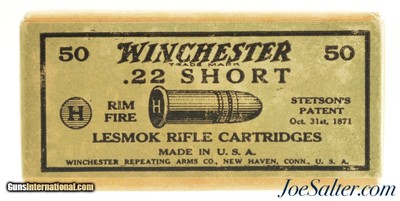 50 WINCHESTER 50
TRADE MARK
.22 SHORT
H RIM FIRE H STETSON'S PATENT Oct. 31st, 1871
LESMOK RIFLE CARTRIDGES
MADE IN U. S. A.
WINCHESTER REPEATING ARMS CO., NEW HAVEN, CONN., U. S. A.
GunsInternational.com
JoeSalter.com